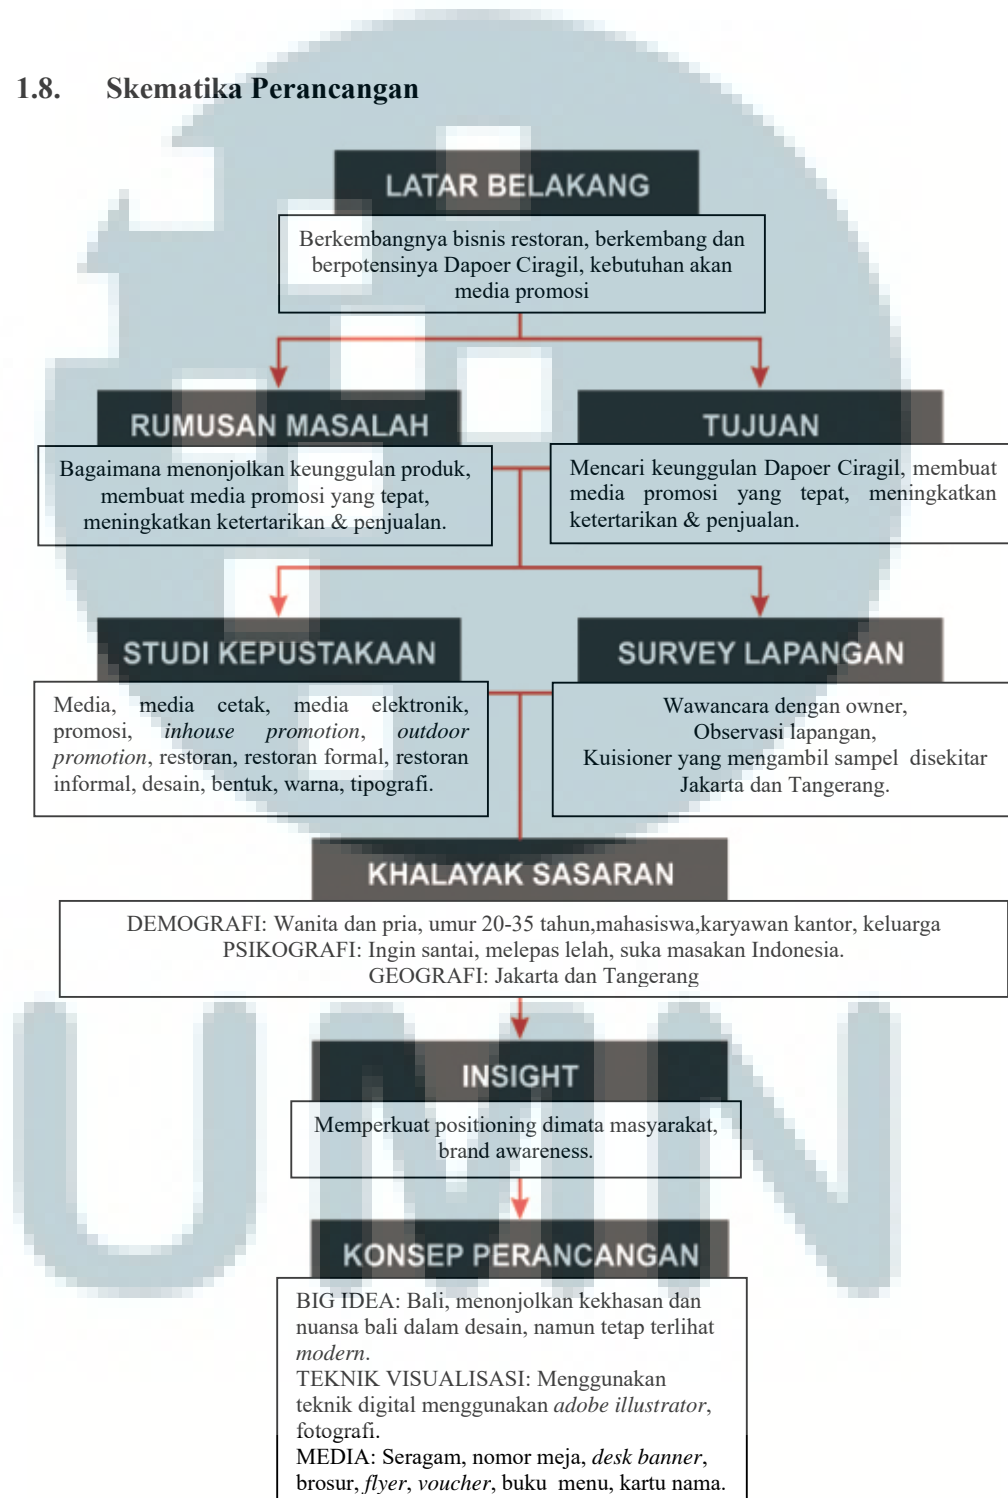 1.8. Skematika Perancangan
LATAR BELAKANG
Berkembangnya bisnis restoran, berkembang dan
berpotensinya Dapoer Ciragil, kebutuhan akan
media promosi
RUMUSAN MASALAH
Bagaimana menonjolkan keunggulan produk,
membuat media promosi yang tepat,
meningkatkan ketertarikan & penjualan.
TUJUAN
Mencari keunggulan Dapoer Ciragil, membuat
media promosi yang tepat, meningkatkan
ketertarikan & penjualan.
STUDI KEPUSTAKAAN
Media, media cetak, media elektronik,
promosi, inhouse promotion, outdoor
promotion, restoran, restoran formal, restoran
informal, desain, bentuk, warna, tipografi.
SURVEY LAPANGAN
Wawancara dengan owner,
Observasi lapangan,
Kuisioner yang mengambil sampel disekitar
Jakarta dan Tangerang.
KHALAYAK SASARAN
DEMOGRAFI: Wanita dan pria, umur 20-35 tahun,mahasiswa,karyawan kantor, keluarga
PSIKOGRAFI: Ingin santai, melepas lelah, suka masakan Indonesia.
GEOGRAFI: Jakarta dan Tangerang
INSIGHT
Memperkuat positioning dimata masyarakat,
brand awareness.
KONSEP PERANCANGAN
BIG IDEA: Bali, menonjolkan kekhasan dan
nuansa bali dalam desain, namun tetap terlihat
modern.
TEKNIK VISUALISASI: Menggunakan
teknik digital menggunakan adobe illustrator,
fotografi.
MEDIA: Seragam, nomor meja, desk banner,
brosur, flyer, voucher, buku menu, kartu nama.
UMN